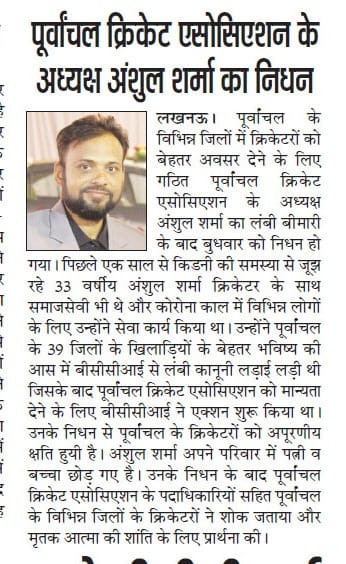 पूर्वांचल क्रिकेट एसोसिएशन के
अध्यक्ष अंशुल शर्मा का निधन
लखनऊ। पूर्वांचल के
विभिन्न जिलों में क्रिकेटरों को
बेहतर अवसर देने के लिए
गठित पूर्वांचल क्रिकेट
एसोसिएशन के अध्यक्ष
अंशुल शर्मा का लंबी बीमारी
के बाद बुधवार को निधन हो
गया। पिछले एक साल से किडनी की समस्या से जूझ
रहे 33 वर्षीय अंशुल शर्मा क्रिकेटर के साथ
समाजसेवी भी थे और कोरोना काल में विभिन्न लोगों
के लिए उन्होंने सेवा कार्य किया था। उन्होंने पूर्वांचल
के 39 जिलों के खिलाड़ियों के बेहतर भविष्य की
आस में बीसीसीआई से लंबी कानूनी लड़ाई लड़ी थी
जिसके बाद पूर्वांचल क्रिकेट एसोसिएशन को मान्यता
देने के लिए बीसीसीआई ने एक्शन शुरू किया था।
उनके निधन से पूर्वांचल के क्रिकेटरों को अपूरणीय
क्षति हुयी है। अंशुल शर्मा अपने परिवार में पत्नी व
बच्चा छोड़ गए है। उनके निधन के बाद पूर्वांचल
क्रिकेट एसोसिएशन के पदाधिकारियों सहित पूर्वांचल
के विभिन्न जिलों के क्रिकेटरों ने शोक जताया और
मृतक आत्मा की शांति के लिए प्रार्थना की।